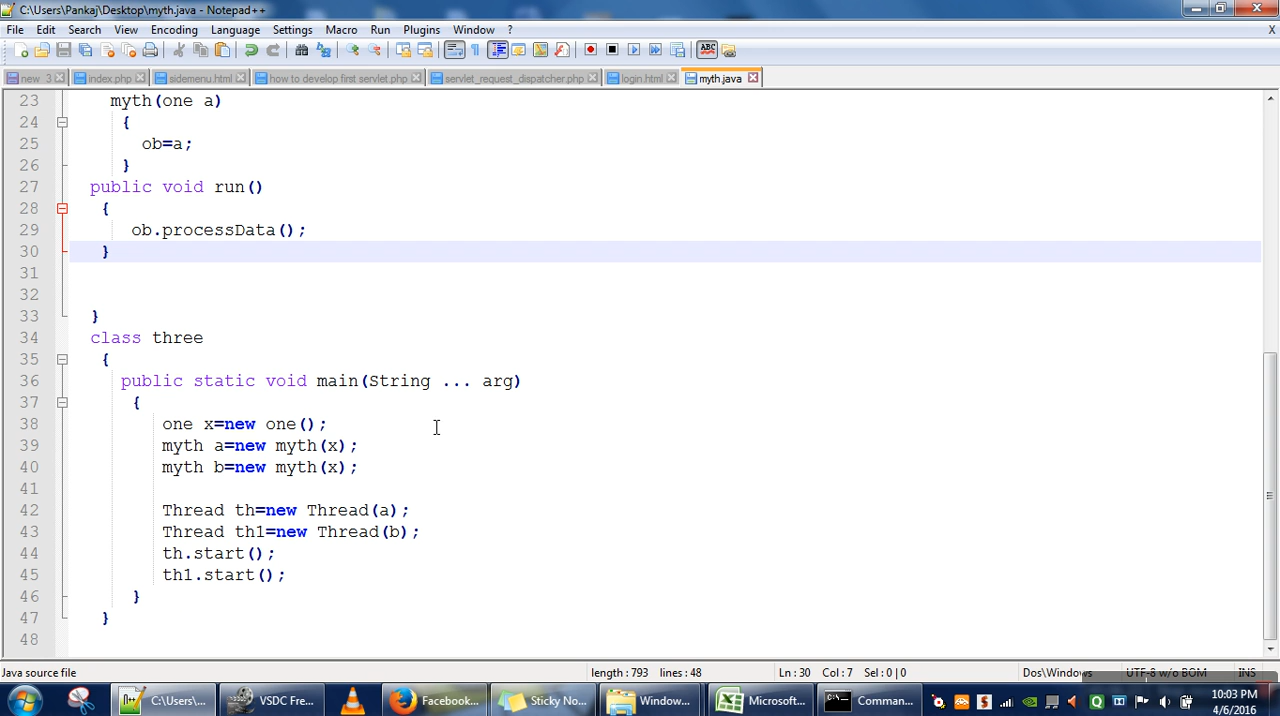 C:\Users\Pankaj\Desktop\myth.java - Notepad++
File Edit Search View Encoding Language Settings Macro Run Plugins Window ? X
new 3 index.php sidemenu.html how to develop first servlet.php servlet_request_dispatcher.php login.html myth.java
23 myth(one a)
24 {
25 ob=a;
26 }
27 public void run()
28 {
29 ob.processData();
30 }
31
32
33 }
34 class three
35 {
36 public static void main(String ... arg)
37 {
38 one x=new one();
39 myth a=new myth(x);
40 myth b=new myth(x);
41
42 Thread th=new Thread(a);
43 Thread th1=new Thread(b);
44 th.start();
45 th1.start();
46 }
47 }
48
Java source file length : 793 lines : 48 Ln : 30 Col : 7 Sel : 0 | 0 Dos\Windows UTF-8 w/o BOM INS
C:\Users\... VSDC Fre... Facebook... Sticky No... Window... Microsoft... Comman... 10:03 PM
4/6/2016